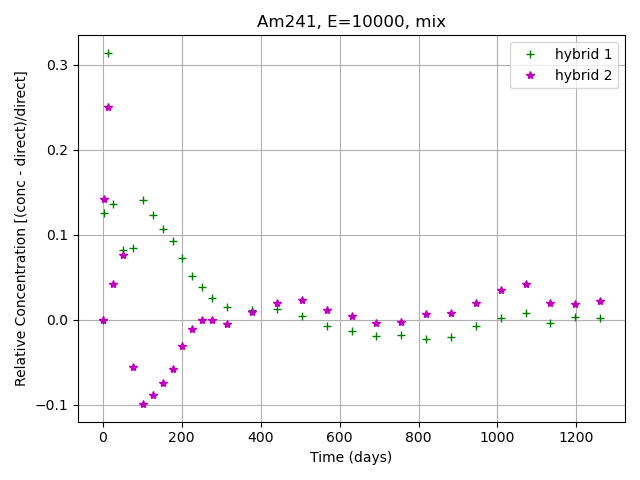 Am241, E=10000, mix
Relative Concentration [(conc - direct)/direct]
0.3
0.2
0.1
0.0
−0.1
hybrid 1
hybrid 2
0 200 400 600 800 1000 1200
Time (days)